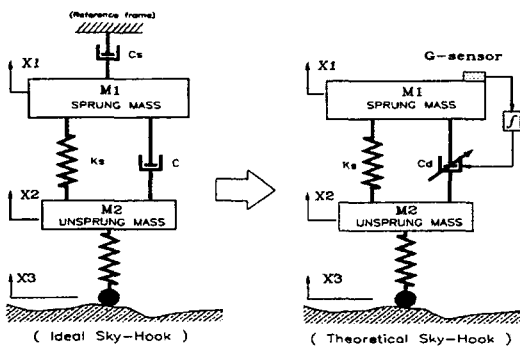 (Reference frame)
Cs
X1
M1
SPRUNG MASS
Ks
C
X2
M2
UNSPRUNG MASS
X3
( Ideal Sky-Hook )
G-sensor
X1
M1
SPRUNG MASS
∫
Ks
Cd
X2
M2
UNSPRUNG MASS
X3
( Theoretical Sky-Hook )